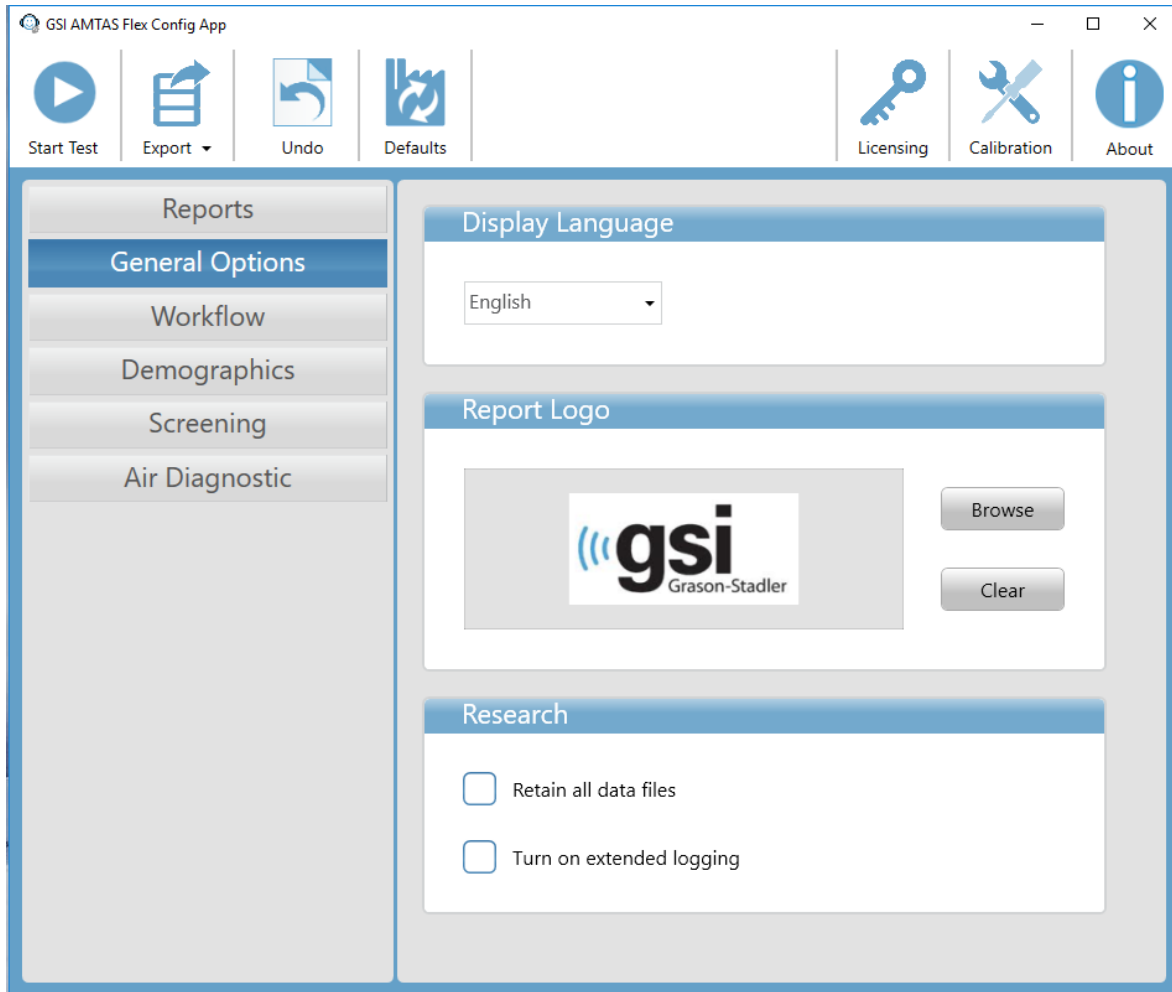 GSI AMTAS Flex Config App
Start Test
Export
Undo
Defaults
Licensing
Calibration
About
Reports
General Options
Workflow
Demographics
Screening
Air Diagnostic
Display Language
English
Report Logo
gsi
Grason-Stadler
Browse
Clear
Research
Retain all data files
Turn on extended logging